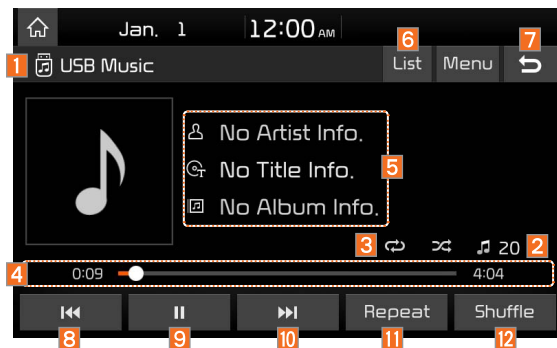 Jan. 1 12:00 AM
6 7
1 USB Music List Menu
No Artist Info.
No Title Info. 5
No Album Info.
3 20 2
4 0:09 4:04
Repeat Shuffle
8 9 10 11 12